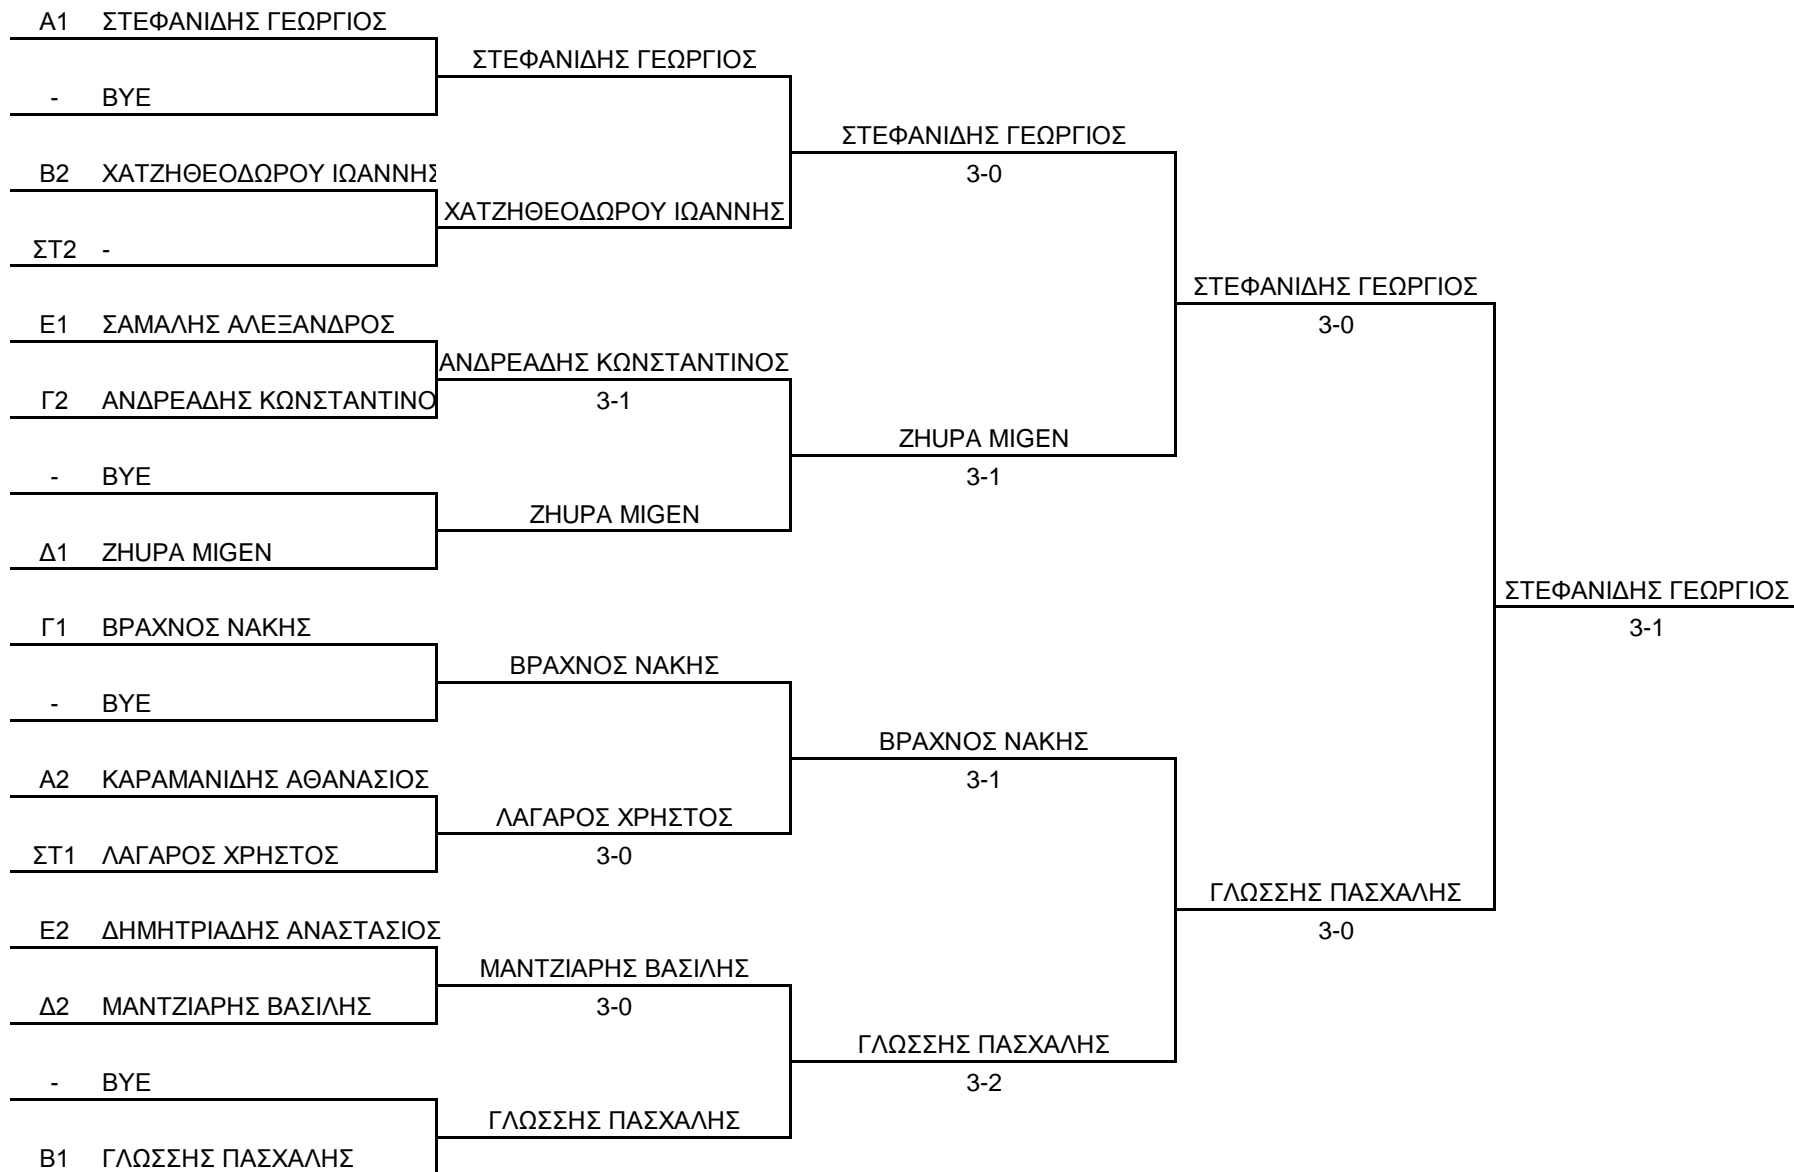 Α1 ΣΤΕΦΑΝΙΔΗΣ ΓΕΩΡΓΙΟΣ
ΣΤΕΦΑΝΙΔΗΣ ΓΕΩΡΓΙΟΣ
- BYE
ΣΤΕΦΑΝΙΔΗΣ ΓΕΩΡΓΙΟΣ
Β2 ΧΑΤΖΗΘΕΟΔΩΡΟΥ ΙΩΑΝΝΗΣ 3-0
ΧΑΤΖΗΘΕΟΔΩΡΟΥ ΙΩΑΝΝΗΣ
ΣΤ2 -
ΣΤΕΦΑΝΙΔΗΣ ΓΕΩΡΓΙΟΣ
Ε1 ΣΑΜΑΛΗΣ ΑΛΕΞΑΝΔΡΟΣ 3-0
ΑΝΔΡΕΑΔΗΣ ΚΩΝΣΤΑΝΤΙΝΟΣ
Γ2 ΑΝΔΡΕΑΔΗΣ ΚΩΝΣΤΑΝΤΙΝΟ 3-1
ZHUPA MIGEN
- BYE 3-1
ZHUPA MIGEN
Δ1 ZHUPA MIGEN
ΣΤΕΦΑΝΙΔΗΣ ΓΕΩΡΓΙΟΣ
Γ1 ΒΡΑΧΝΟΣ ΝΑΚΗΣ 3-1
ΒΡΑΧΝΟΣ ΝΑΚΗΣ
- BYE
ΒΡΑΧΝΟΣ ΝΑΚΗΣ
Α2 ΚΑΡΑΜΑΝΙΔΗΣ ΑΘΑΝΑΣΙΟΣ 3-1
ΛΑΓΑΡΟΣ ΧΡΗΣΤΟΣ
ΣΤ1 ΛΑΓΑΡΟΣ ΧΡΗΣΤΟΣ 3-0
ΓΛΩΣΣΗΣ ΠΑΣΧΑΛΗΣ
Ε2 ΔΗΜΗΤΡΙΑΔΗΣ ΑΝΑΣΤΑΣΙΟΣ 3-0
ΜΑΝΤΖΙΑΡΗΣ ΒΑΣΙΛΗΣ
Δ2 ΜΑΝΤΖΙΑΡΗΣ ΒΑΣΙΛΗΣ 3-0
ΓΛΩΣΣΗΣ ΠΑΣΧΑΛΗΣ
- BYE 3-2
ΓΛΩΣΣΗΣ ΠΑΣΧΑΛΗΣ
Β1 ΓΛΩΣΣΗΣ ΠΑΣΧΑΛΗΣ